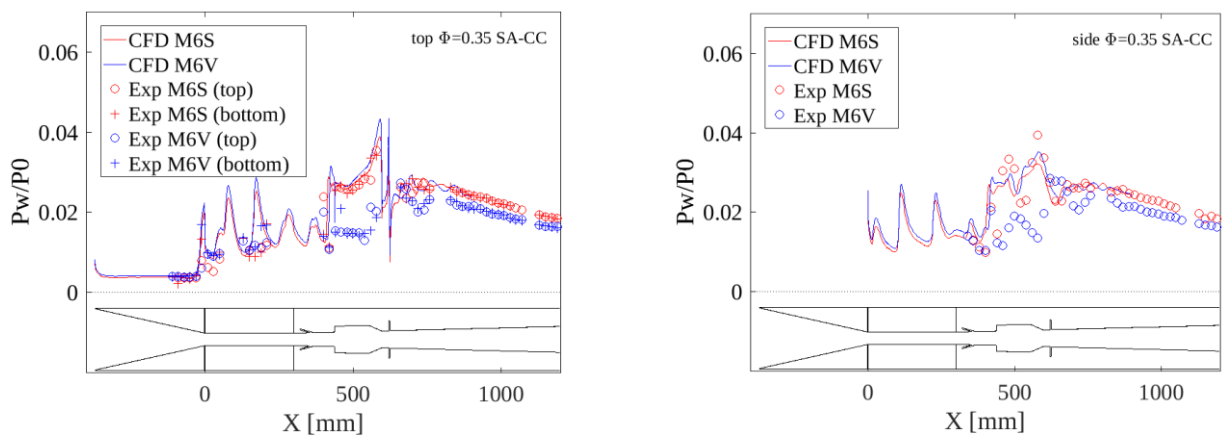 0.06
0.04
0.02
0
Pw/P0
CFD M6S
CFD M6V
Exp M6S (top)
Exp M6S (bottom)
Exp M6V (top)
Exp M6V (bottom)
top Φ=0.35 SA-CC
0 500 1000
X [mm]
0.06
0.04
0.02
0
Pw/P0
CFD M6S
CFD M6V
Exp M6S
Exp M6V
side Φ=0.35 SA-CC
0 500 1000
X [mm]